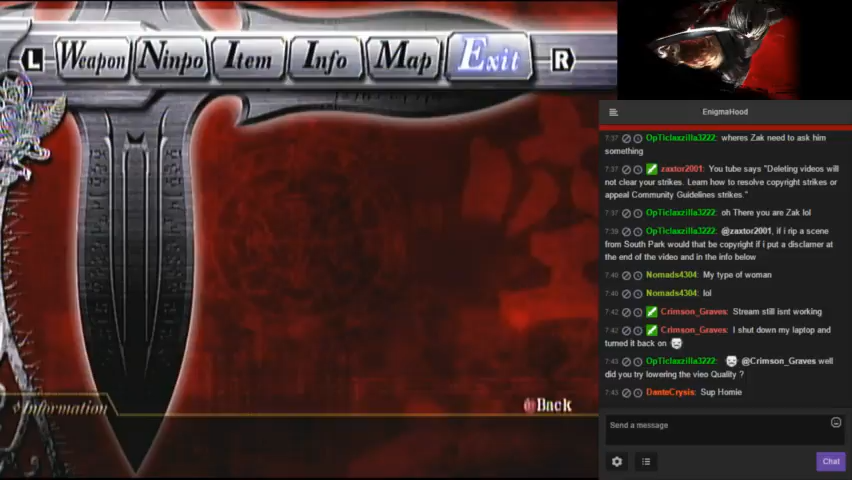 L Weapon Ninpo Item Info Map Exit R
Information
Back
EnigmaHood
7:37 OpTiclaxzilla3222: wheres Zak need to ask him
something
7:37 zaxtor2001: You tube says "Deleting videos will
not clear your strikes. Learn how to resolve copyright strikes or
appeal Community Guidelines strikes."
7:37 OpTiclaxzilla3222: oh There you are Zak lol
7:39 OpTiclaxzilla3222: @zaxtor2001, if i rip a scene
from South Park would that be copyright if i put a disclamer at
the end of the video and in the info below
7:40 Nomads4304: My type of woman
7:40 Nomads4304: lol
7:42 Crimson_Graves: Stream still isnt working
7:42 Crimson_Graves: I shut down my laptop and
turned it back on
7:43 OpTiclaxzilla3222: @Crimson_Graves well
did you try lowering the vieo Quality ?
7:43 DanteCrysis: Sup Homie
Send a message
Chat